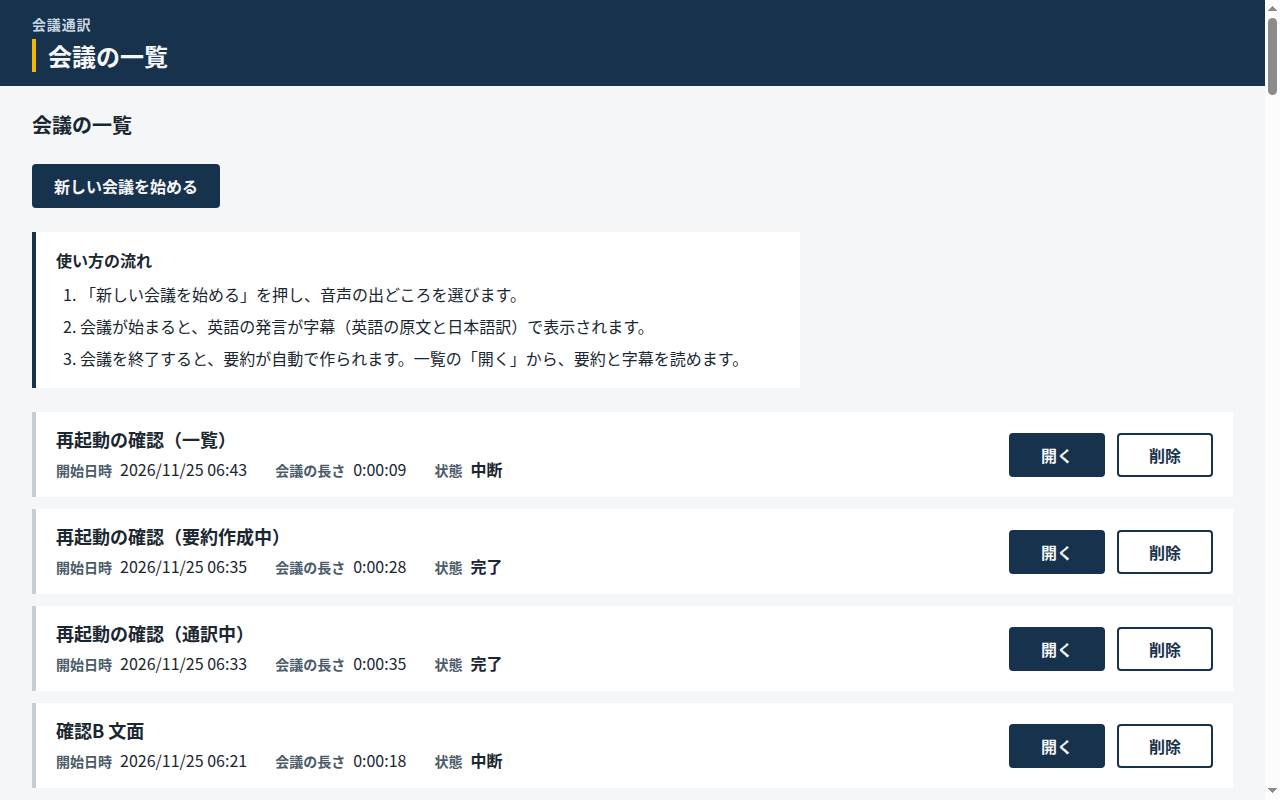 会議通訳
会議の一覧
会議の一覧
新しい会議を始める
使い方の流れ
1. 「新しい会議を始める」を押し、音声の出どころを選びます。
2. 会議が始まると、英語の発言が字幕（英語の原文と日本語訳）で表示されます。
3. 会議を終了すると、要約が自動で作られます。一覧の「開く」から、要約と字幕を読めます。
再起動の確認（一覧）
開始日時 2026/11/25 06:43 会議の長さ 0:00:09 状態 中断
開く 削除
再起動の確認（要約作成中）
開始日時 2026/11/25 06:35 会議の長さ 0:00:28 状態 完了
開く 削除
再起動の確認（通訳中）
開始日時 2026/11/25 06:33 会議の長さ 0:00:35 状態 完了
開く 削除
確認B 文面
開始日時 2026/11/25 06:21 会議の長さ 0:00:18 状態 中断
開く 削除